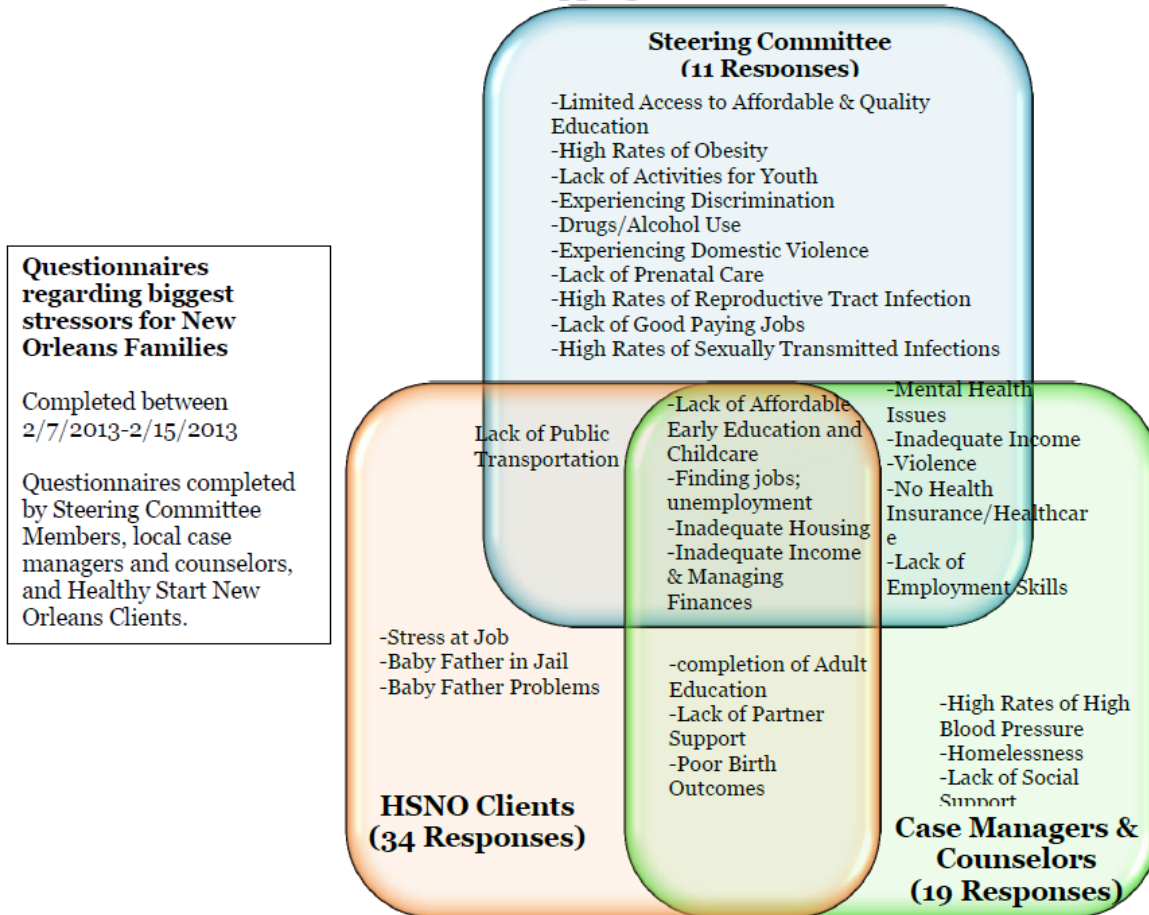 Questionnaires
regarding biggest
stressors for New
Orleans Families
Completed between
2/7/2013-2/15/2013
Questionnaires completed
by Steering Committee
Members, local case
managers and counselors,
and Healthy Start New
Orleans Clients.
Steering Committee
(11 Responses)
-Limited Access to Affordable & Quality
Education
-High Rates of Obesity
-Lack of Activities for Youth
-Experiencing Discrimination
-Drugs/Alcohol Use
-Experiencing Domestic Violence
-Lack of Prenatal Care
-High Rates of Reproductive Tract Infection
-Lack of Good Paying Jobs
-High Rates of Sexually Transmitted Infections
Lack of Public
Transportation
-Lack of Affordable
Early Education and
Childcare
-Finding jobs;
unemployment
-Inadequate Housing
-Inadequate Income
& Managing
Finances
-Mental Health
Issues
-Inadequate Income
-Violence
-No Health
Insurance/Healthcar
e
-Lack of
Employment Skills
-Stress at Job
-Baby Father in Jail
-Baby Father Problems
-completion of Adult
Education
-Lack of Partner
Support
-Poor Birth
Outcomes
-High Rates of High
Blood Pressure
-Homelessness
-Lack of Social
Support
HSNO Clients
(34 Responses)
Case Managers &
Counselors
(19 Responses)